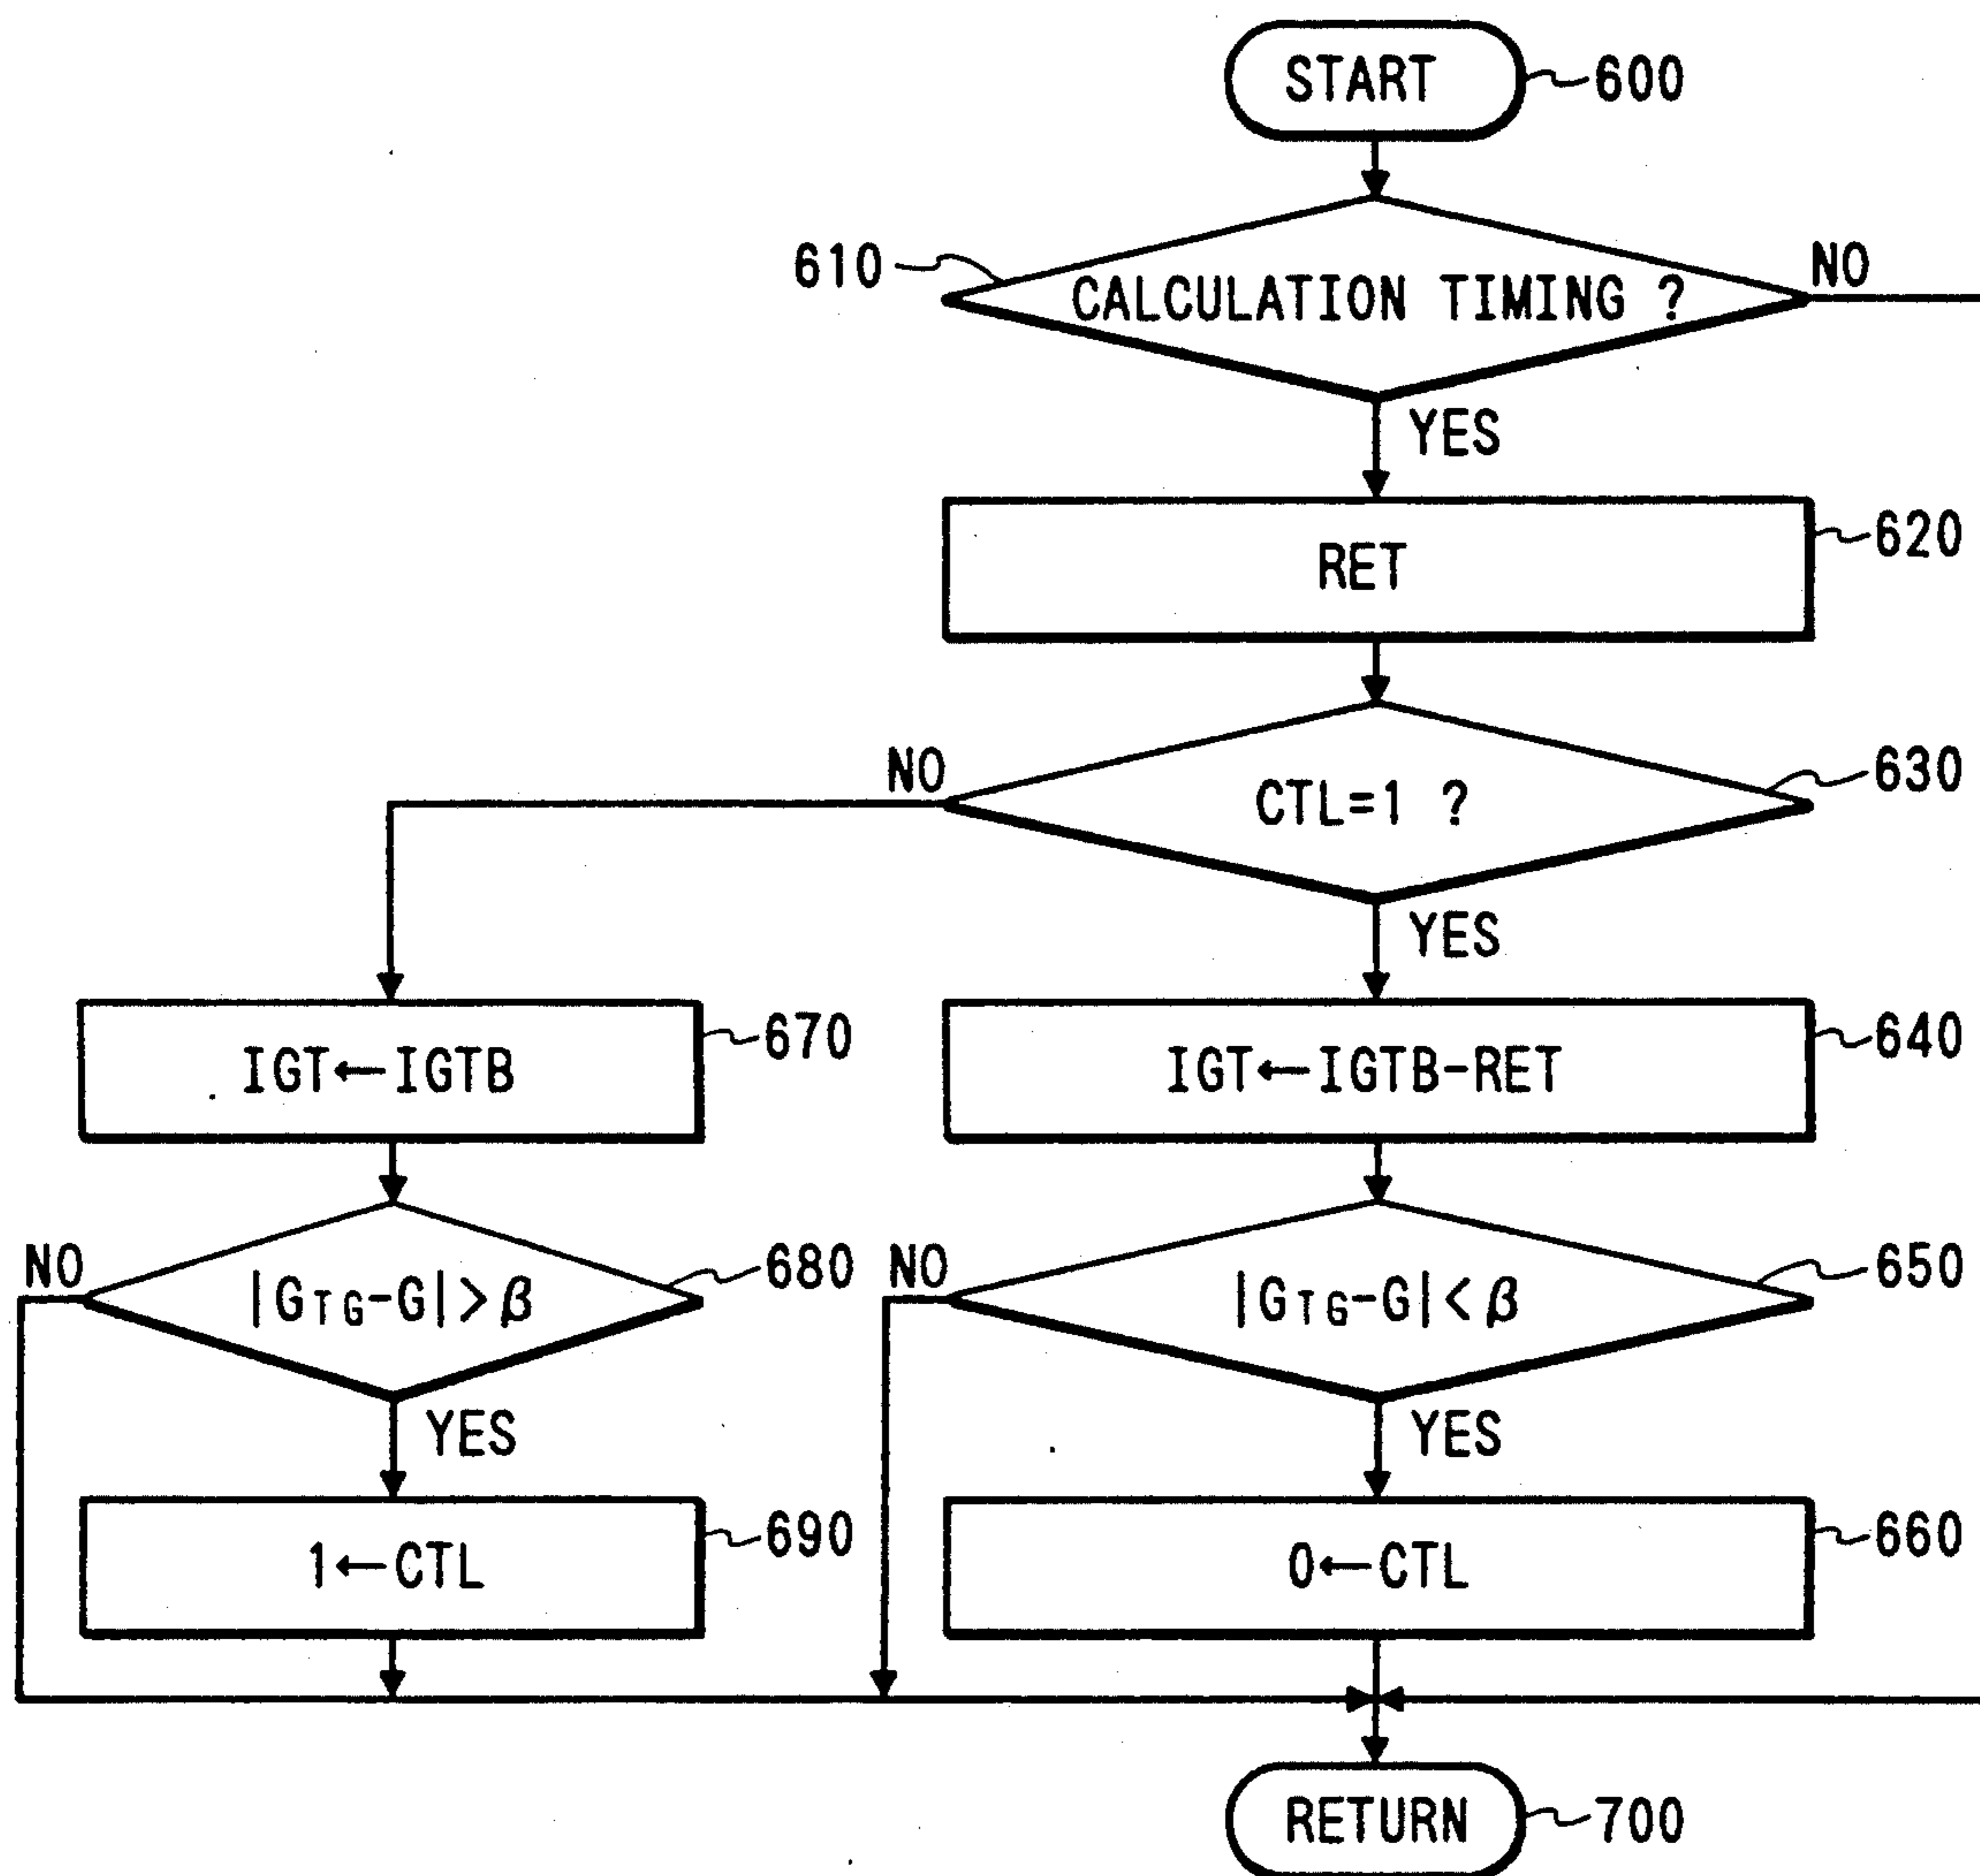 START
600
610
CALCULATION TIMING ?
NO
YES
RET
620
NO
CTL=1 ?
630
YES
IGT←IGTB
670
IGT←IGTB-RET
640
NO
|GTG-G|>β
680
NO
|GTG-G|<β
650
YES
YES
1←CTL
690
0←CTL
660
RETURN
700